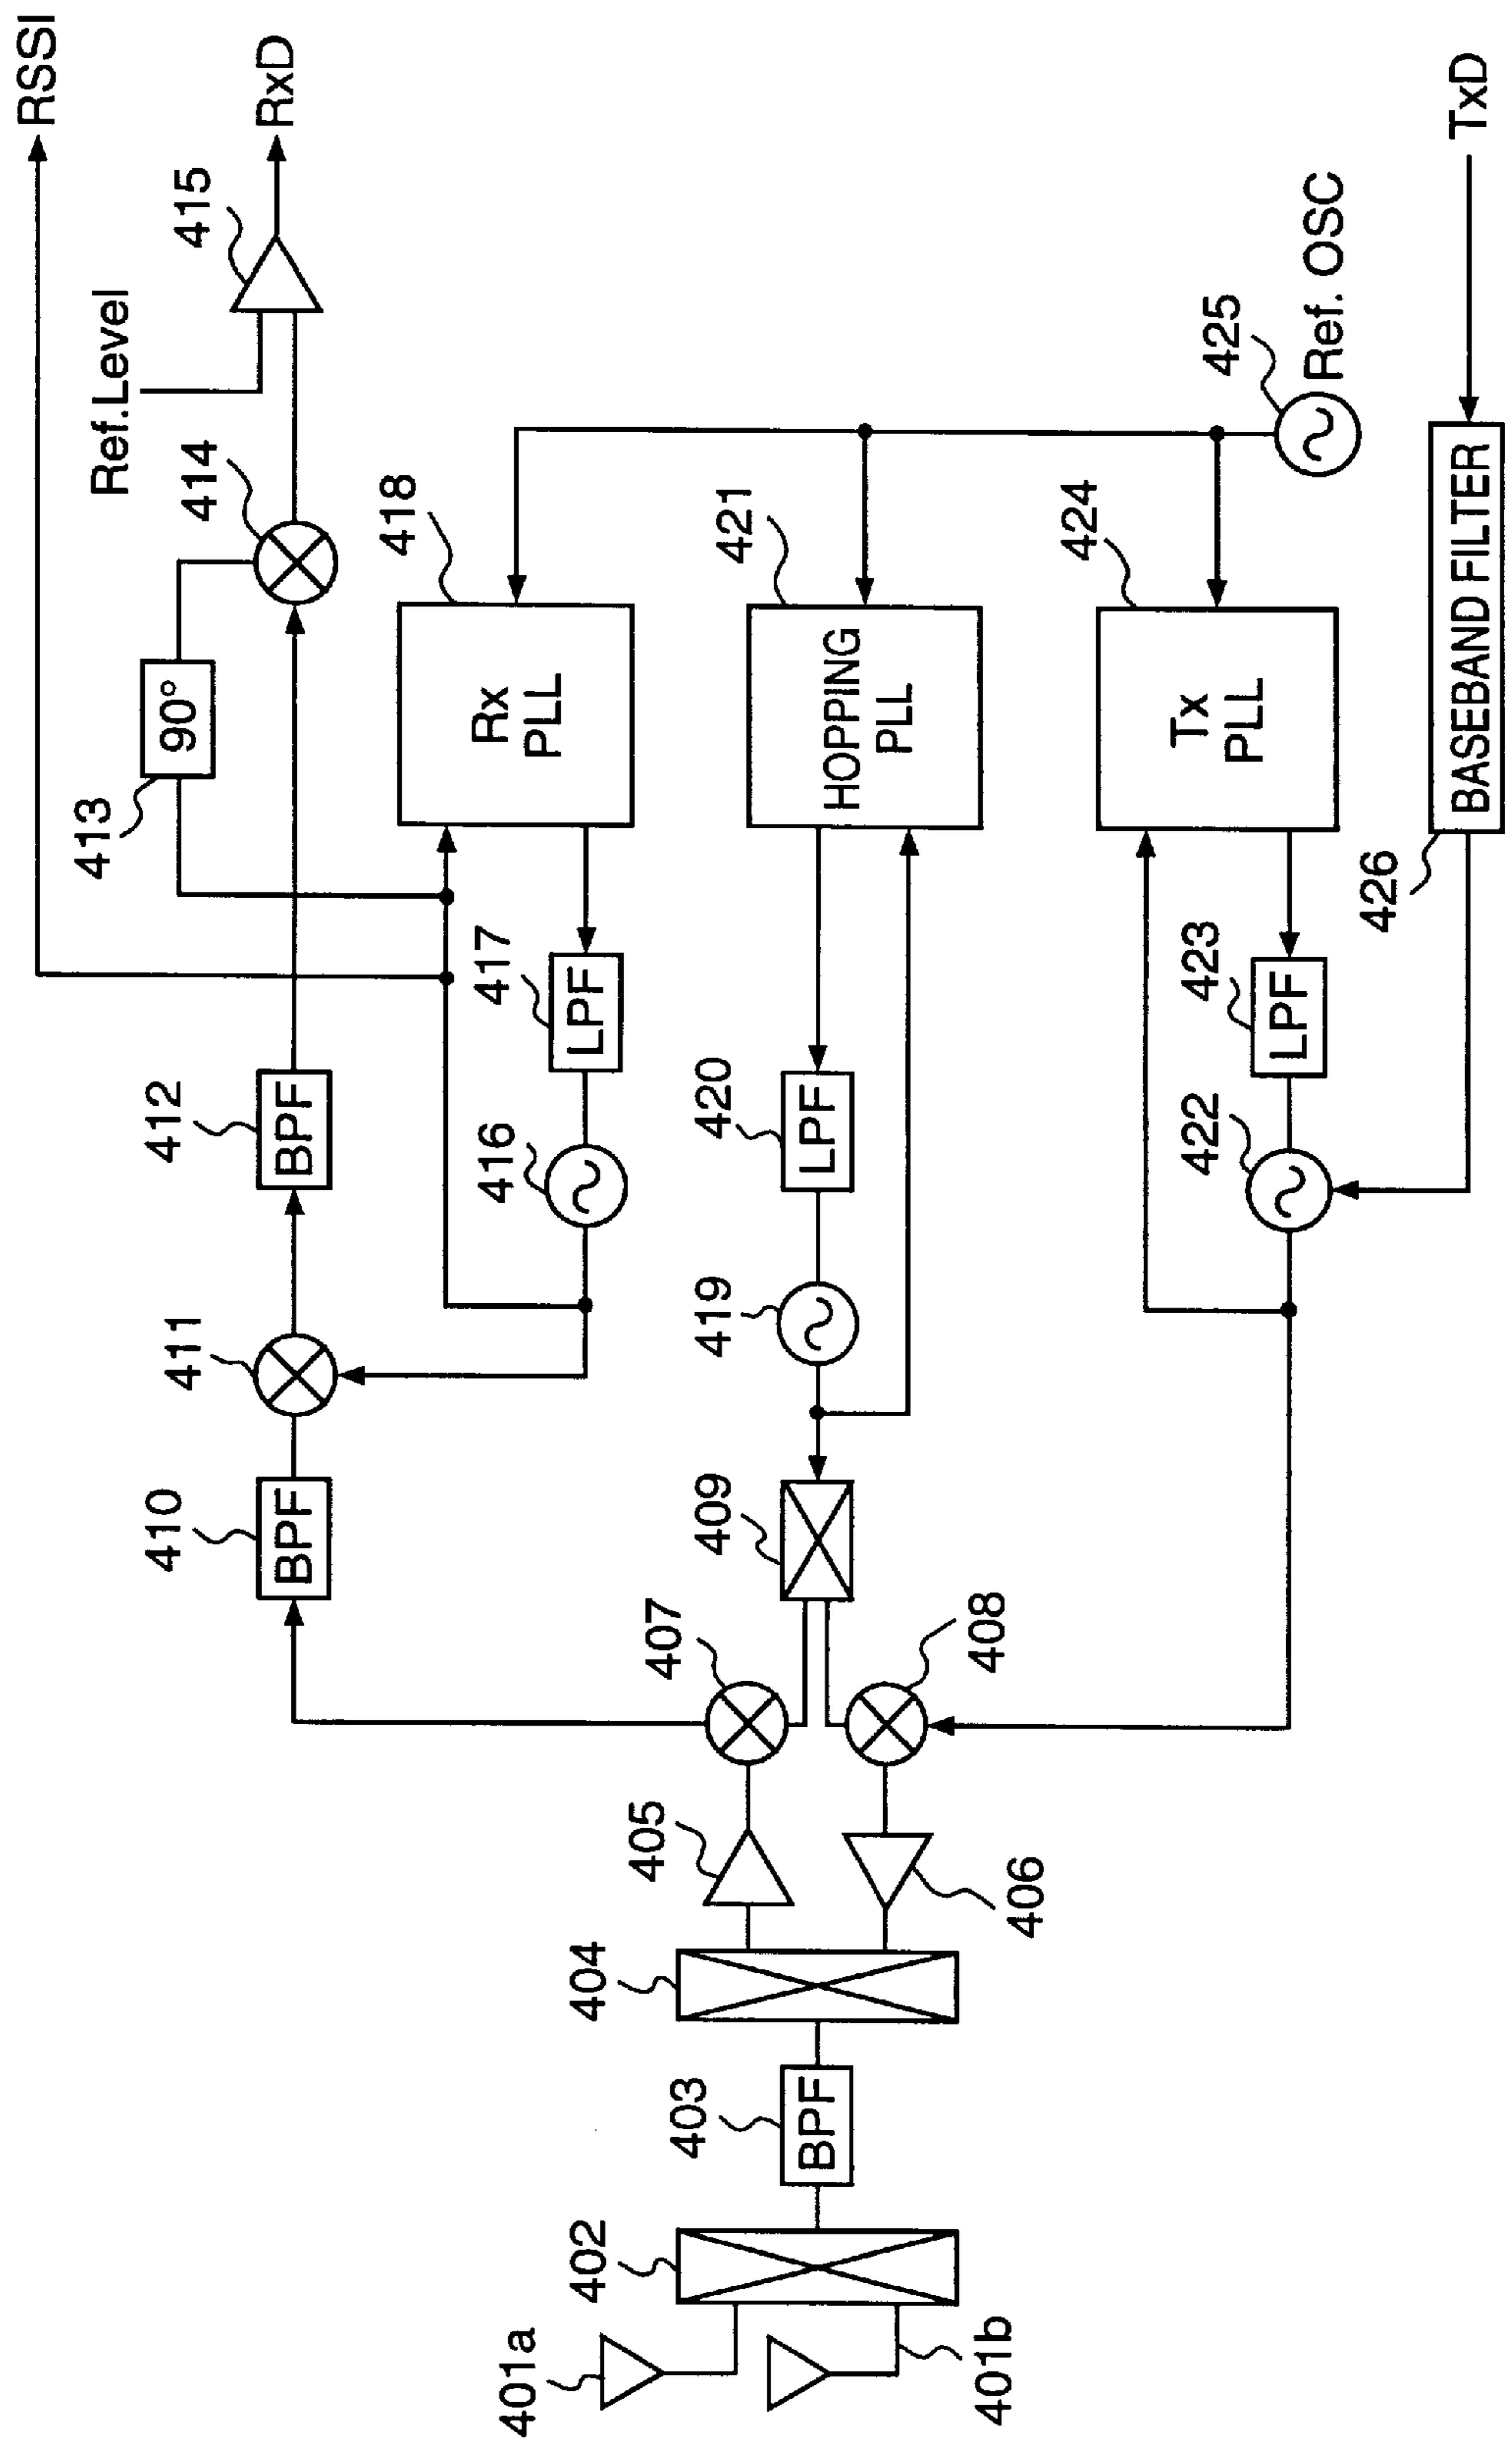 RSSI
RxD
415
Ref.Level
414
413
90°
412
BPF
411
410
BPF
418
Rx
PLL
417
LPF
416
421
HOPPING
PLL
420
LPF
419
409
407
408
405
406
404
403
BPF
402
401a
401b
425
Ref. OSC
424
Tx
PLL
423
LPF
422
TxD
BASEBAND FILTER
426